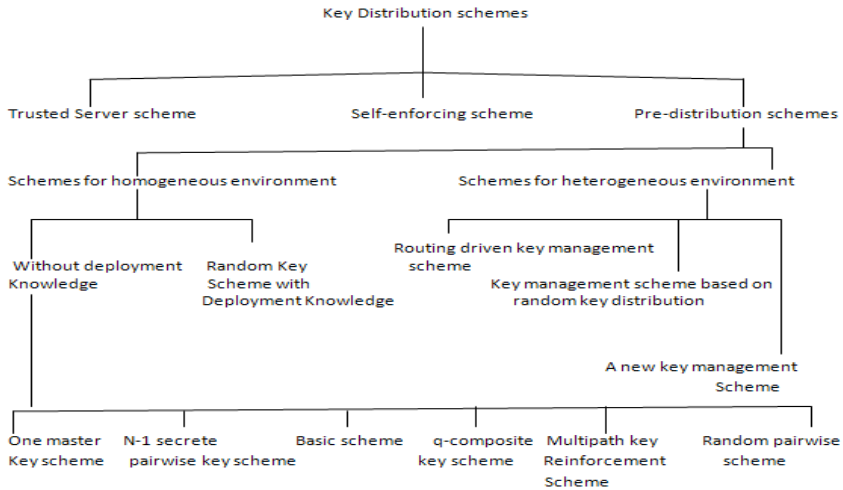 Key Distribution schemes
Trusted Server scheme
Self-enforcing scheme
Pre-distribution schemes
Schemes for homogeneous environment
Schemes for heterogeneous environment
Without deployment
Knowledge
Random Key
Scheme with
Deployment Knowledge
Routing driven key management
scheme
Key management scheme based on
random key distribution
A new key management
Scheme
One master
Key scheme
N-1 secrete
pairwise key scheme
Basic scheme
q-composite
key scheme
Multipath key
Reinforcement
Scheme
Random pairwise
scheme